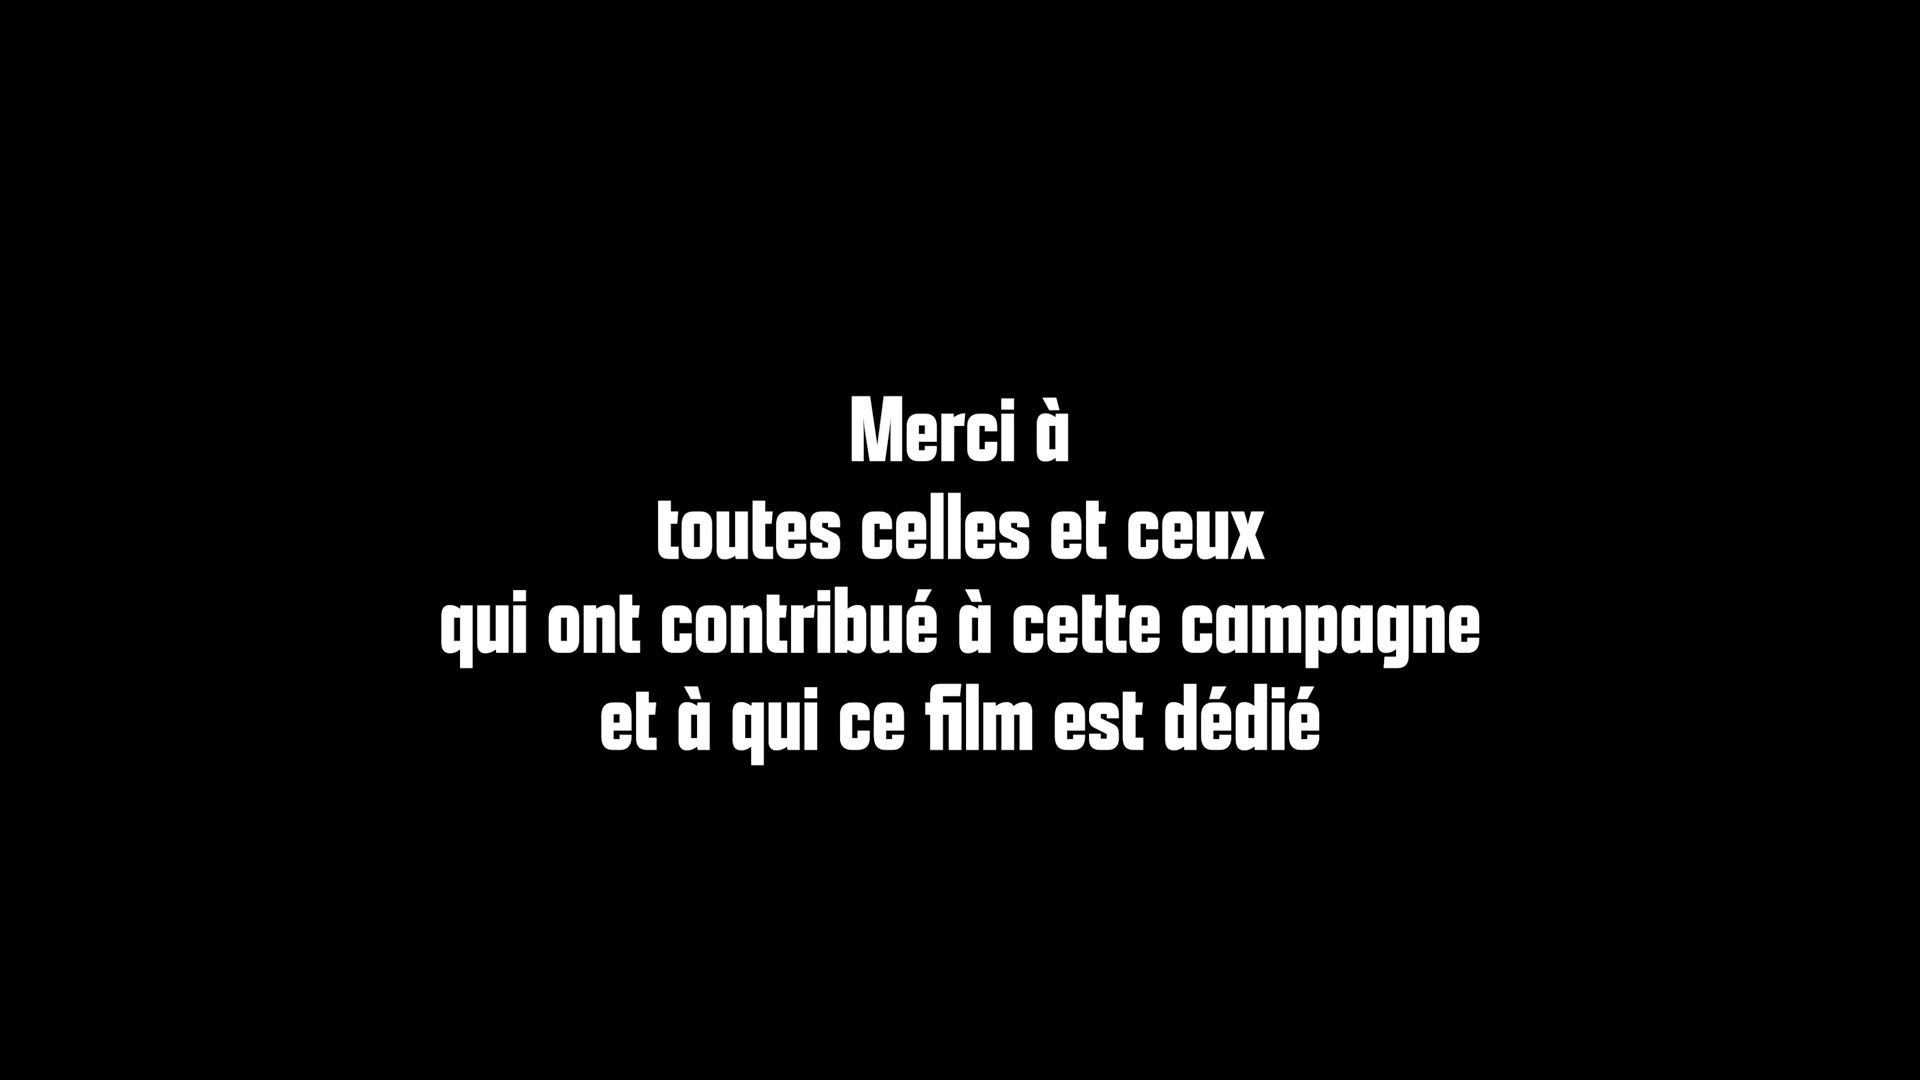 Merci à
toutes celles et ceux
qui ont contribué à cette campagne
et à qui ce film est dédié